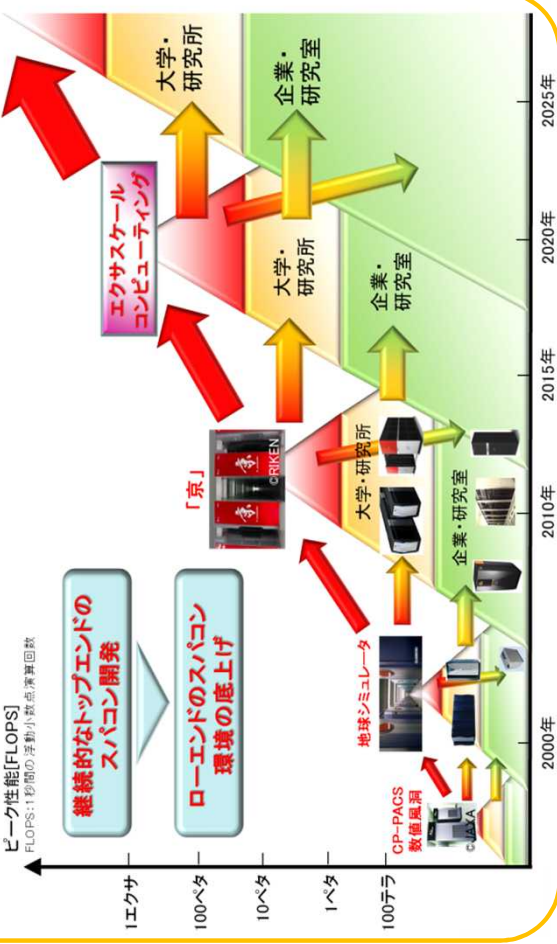 ピーク性能[FLOPS]
FLOPS:1秒間の浮動小数点演算回数
継続的なトップエンドの
スパコン開発
ローエンドのスパコン
環境の底上げ
1エクサ
100ペタ
10ペタ
1ペタ
100テラ
CP-PACS
数値風洞
©JAXA
地球シミュレータ
「京」
京
京
©RIKEN
大学・研究所
企業・研究室
エクサスケール
コンピューティング
大学・
研究所
企業・
研究室
大学・
研究所
企業・
研究室
2000年
2010年
2015年
2020年
2025年